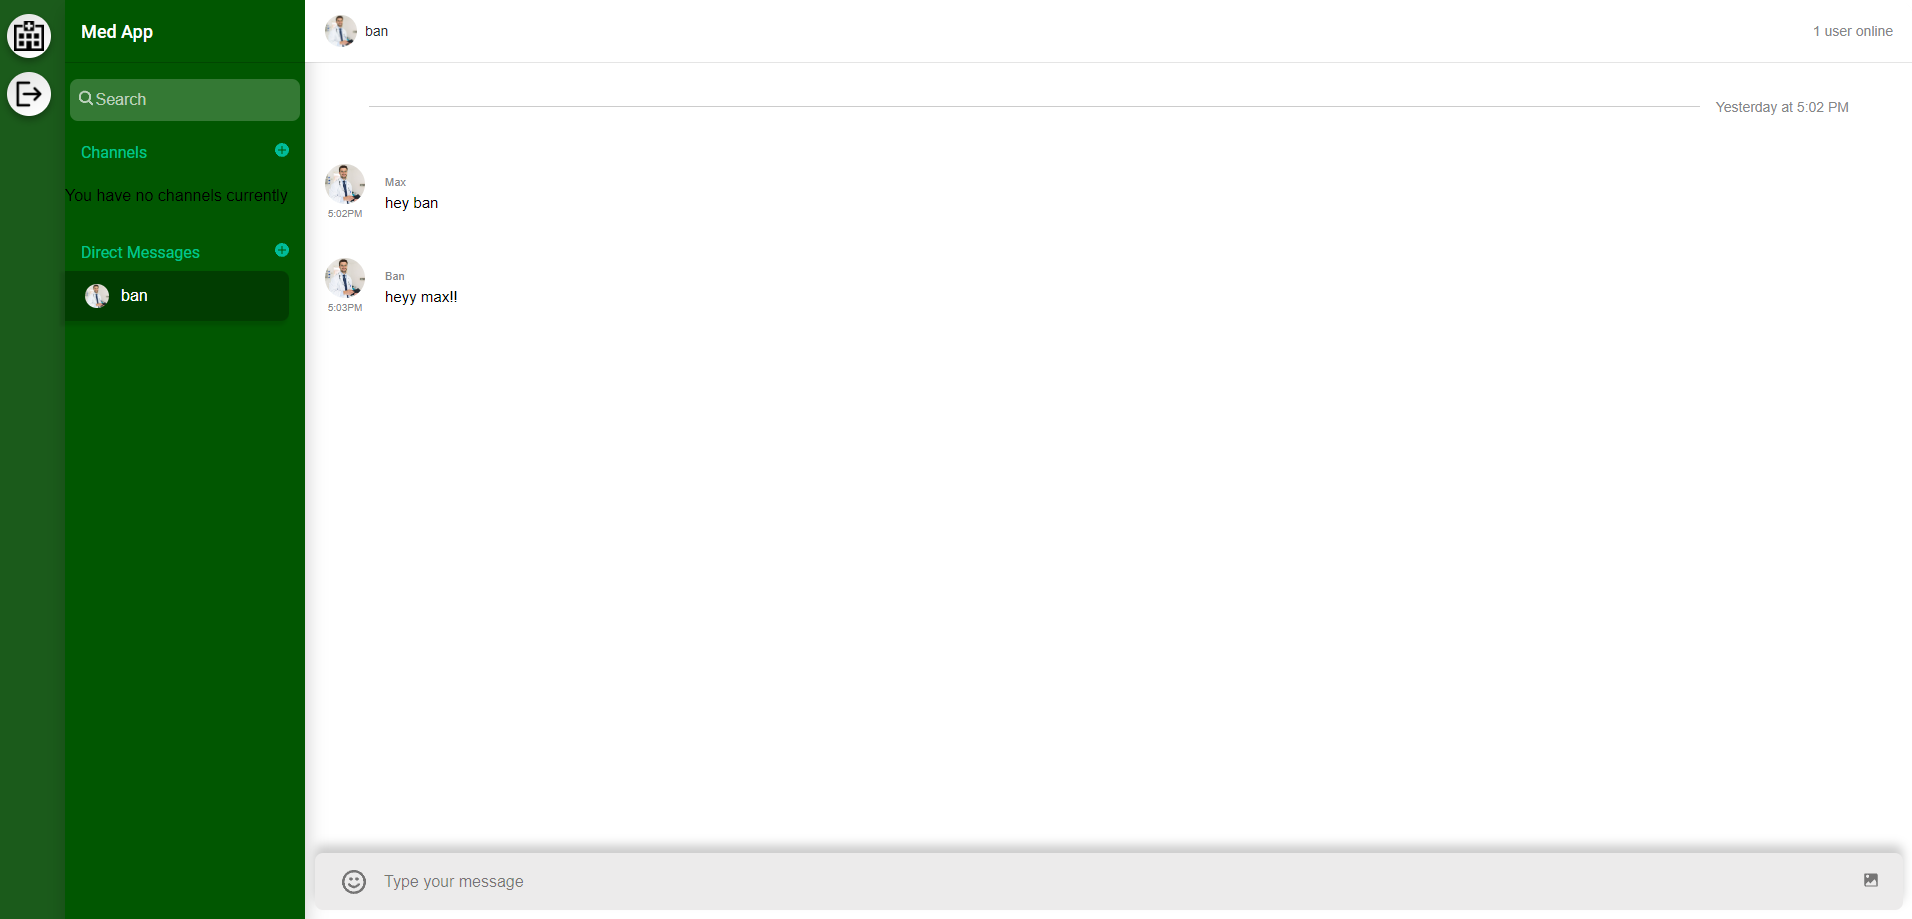 Med App
Search
Channels
You have no channels currently
Direct Messages
ban
ban
1 user online
Yesterday at 5:02 PM
Max
hey ban
5:02PM
Ban
heyy max!!
5:03PM
Type your message